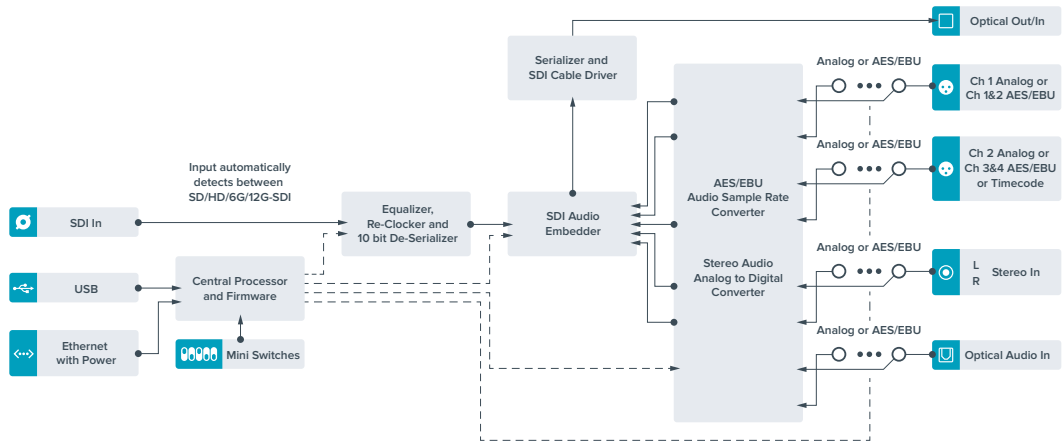 Optical Out/In
Serializer and
SDI Cable Driver
Analog or AES/EBU
Ch 1 Analog or
Ch 1&2 AES/EBU
Analog or AES/EBU
Ch 2 Analog or
Ch 3&4 AES/EBU
or Timecode
Input automatically
detects between
SD/HD/6G/12G-SDI
AES/EBU
Audio Sample Rate
Converter
SDI In
Equalizer,
Re-Clocker and
10 bit De-Serializer
SDI Audio
Embedder
Stereo Audio
Analog to Digital
Converter
Analog or AES/EBU
L
R
Stereo In
USB
Central Processor
and Firmware
Ethernet
with Power
Mini Switches
Analog or AES/EBU
Optical Audio In